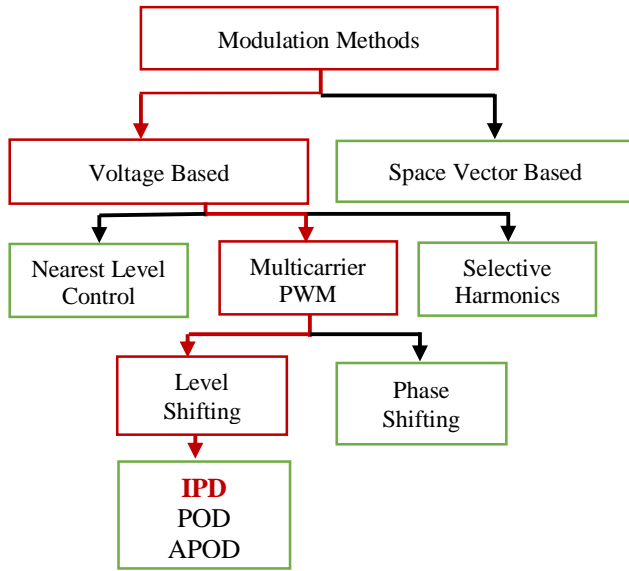 Modulation Methods
Voltage Based
Space Vector Based
Nearest Level
Control
Multicarrier
PWM
Selective
Harmonics
Level
Shifting
Phase
Shifting
IPD
POD
APOD